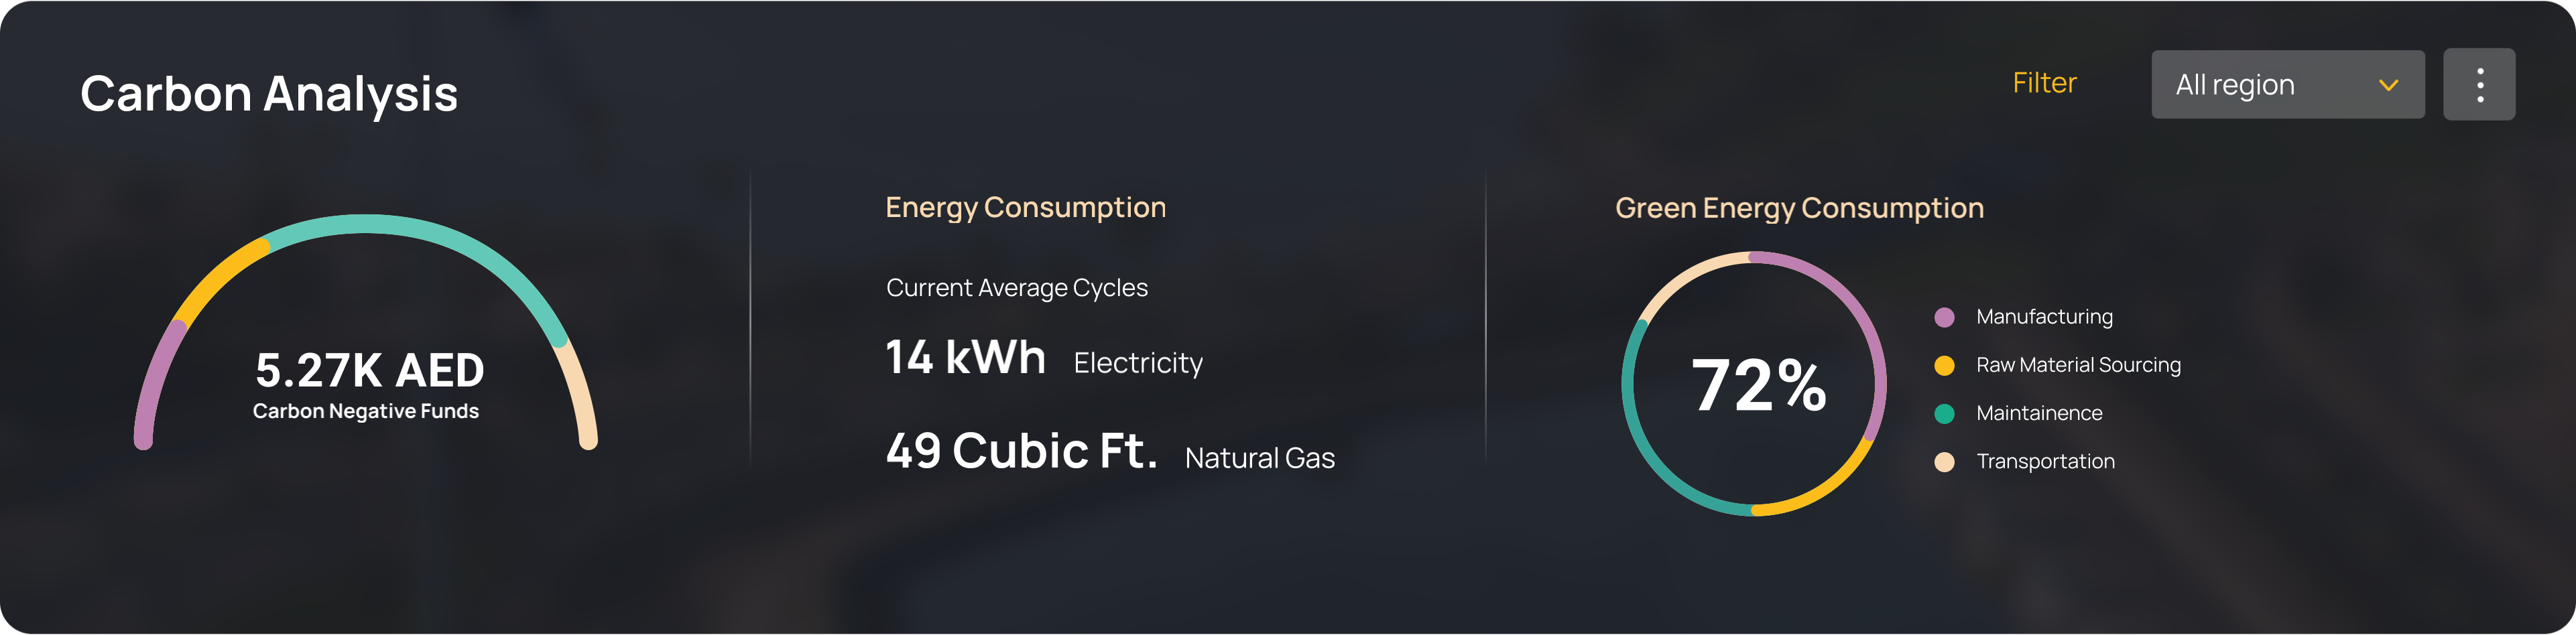 Carbon Analysis
Filter
All region
5.27K AED
Carbon Negative Funds
Energy Consumption
Current Average Cycles
14 kWh Electricity
49 Cubic Ft. Natural Gas
Green Energy Consumption
72%
Manufacturing
Raw Material Sourcing
Maintainence
Transportation